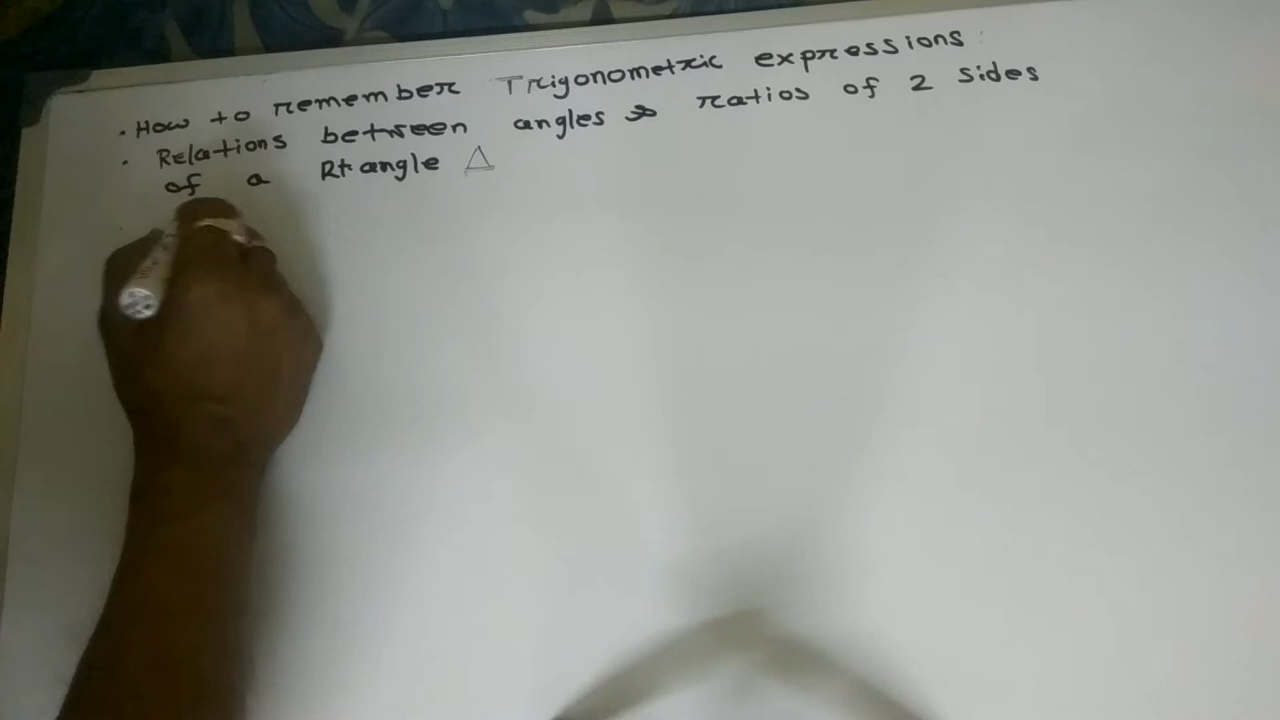 • How to remember Trigonometric expressions
• Relations between angles & ratios of 2 sides
of a Rt angle △